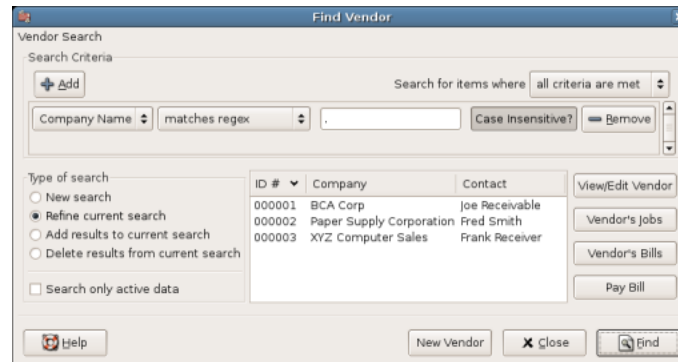 Find Vendor
Vendor Search
Search Criteria
Add
Search for items where all criteria are met
Company Name matches regex . Case Insensitive? Remove
Type of search
New search
Refine current search
Add results to current search
Delete results from current search
Search only active data
ID # Company Contact
000001 BCA Corp Joe Receivable
000002 Paper Supply Corporation Fred Smith
000003 XYZ Computer Sales Frank Receiver
View/Edit Vendor
Vendor's Jobs
Vendor's Bills
Pay Bill
Help
New Vendor
Close
Find